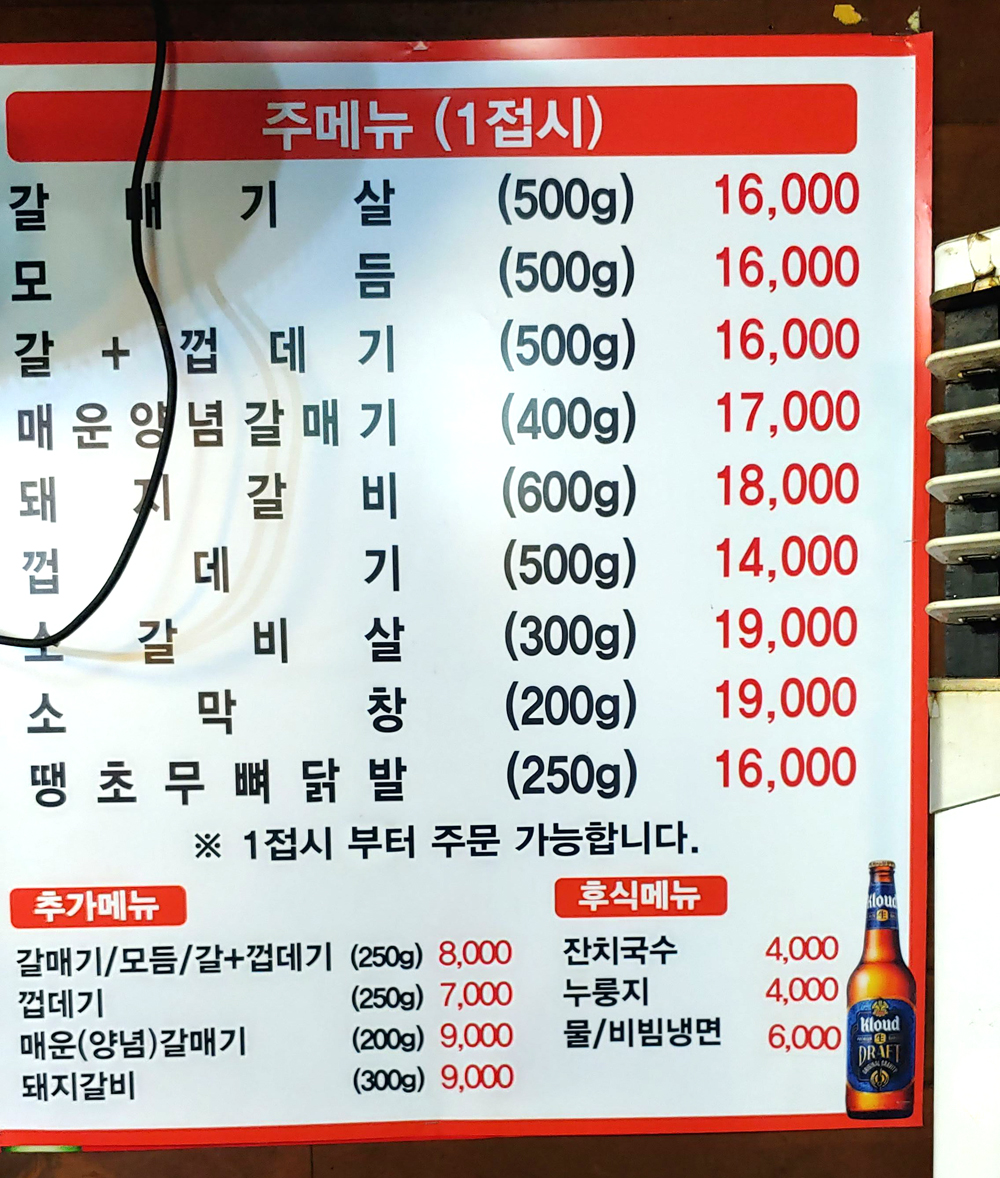 주메뉴 (1접시)
갈매기살 (500g) 16,000
모듬 (500g) 16,000
갈+껍데기 (500g) 16,000
매운양념갈매기 (400g) 17,000
돼지갈비 (600g) 18,000
껍데기 (500g) 14,000
소갈비살 (300g) 19,000
소막창 (200g) 19,000
땡초무뼈닭발 (250g) 16,000
※ 1접시 부터 주문 가능합니다.
추가메뉴
갈매기/모듬/갈+껍데기 (250g) 8,000
껍데기 (250g) 7,000
매운(양념)갈매기 (200g) 9,000
돼지갈비 (300g) 9,000
후식메뉴
잔치국수 4,000
누룽지 4,000
물/비빔냉면 6,000
Kloud
生
Kloud
生
DRAFT